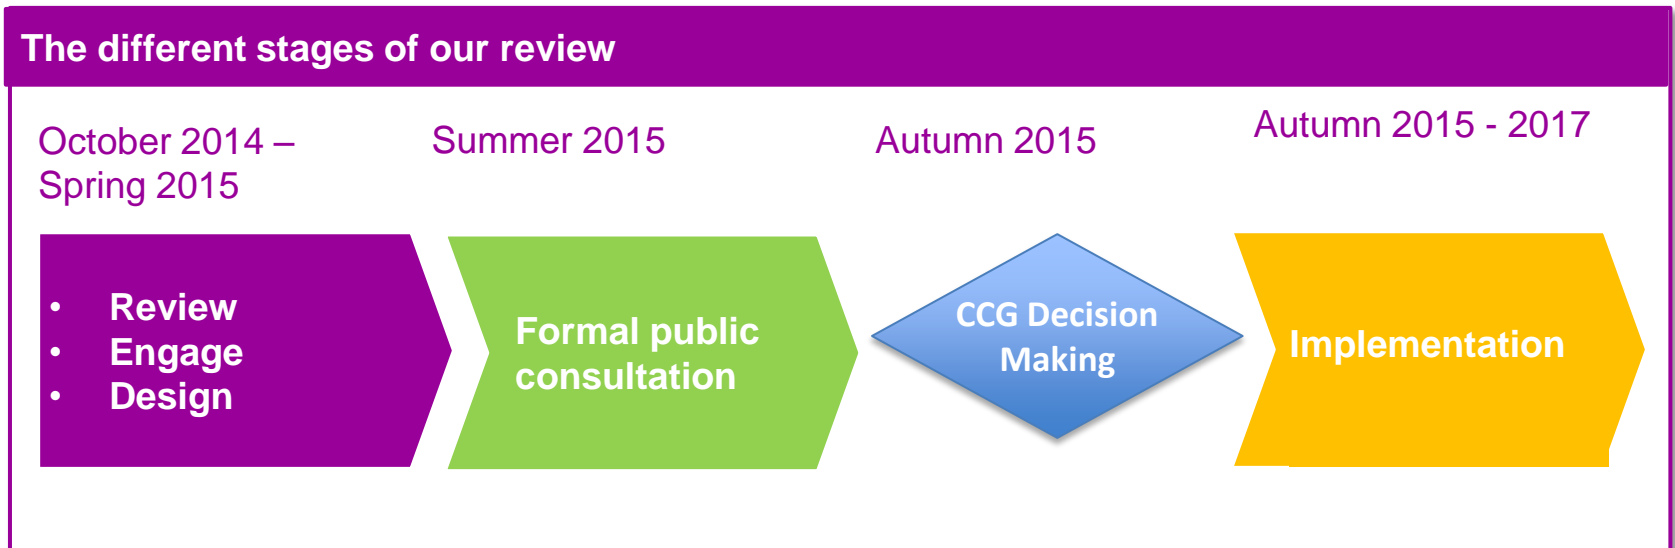 The different stages of our review
October 2014 –
Spring 2015
Summer 2015
Autumn 2015
Autumn 2015 - 2017
• Review
• Engage
• Design
Formal public
consultation
CCG Decision
Making
Implementation